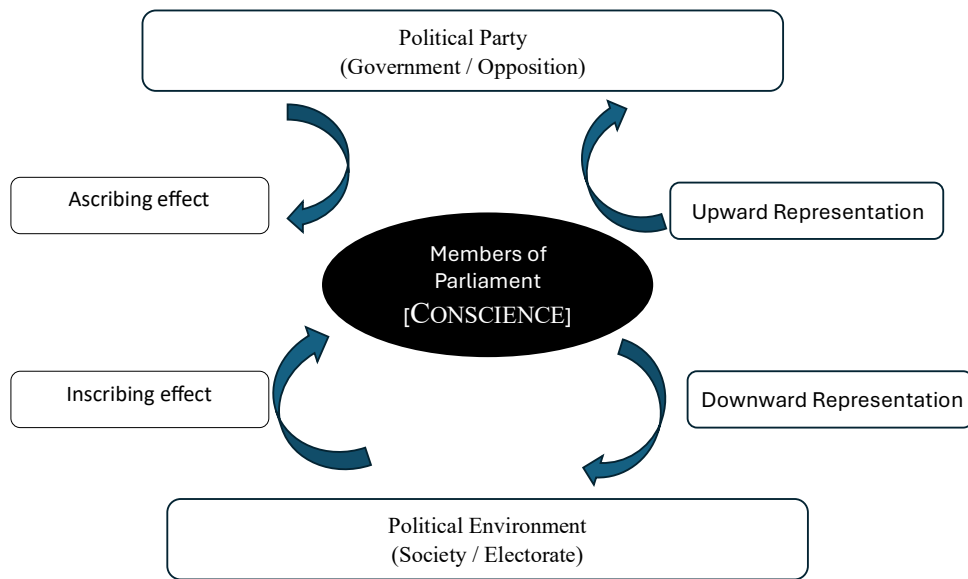 Political Party
(Government / Opposition)
Ascribing effect
Upward Representation
Members of
Parliament
[CONSCIENCE]
Inscribing effect
Downward Representation
Political Environment
(Society / Electorate)